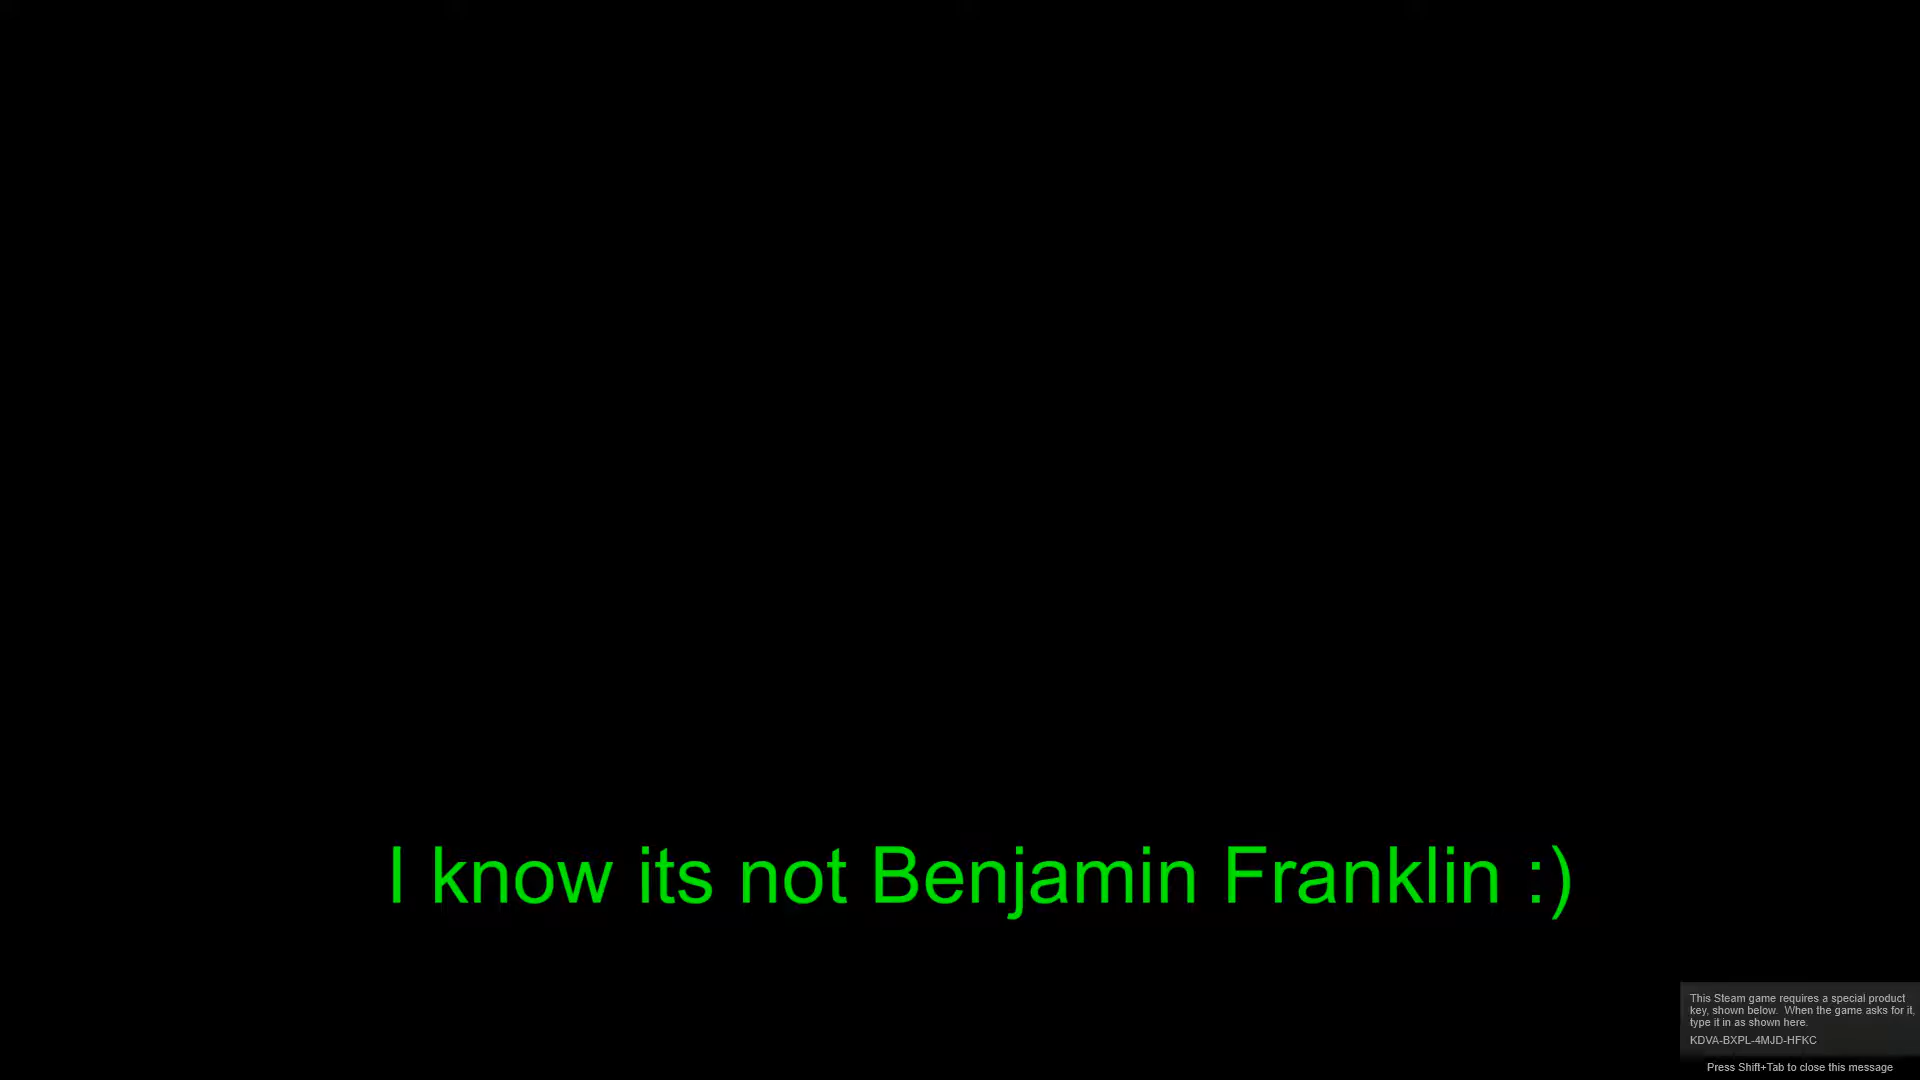 I know its not Benjamin Franklin :)
This Steam game requires a special product
key, shown below.  When the game asks for it,
type it in as shown here.
KDVA-BXPL-4MJD-HFKC
Press Shift+Tab to close this message